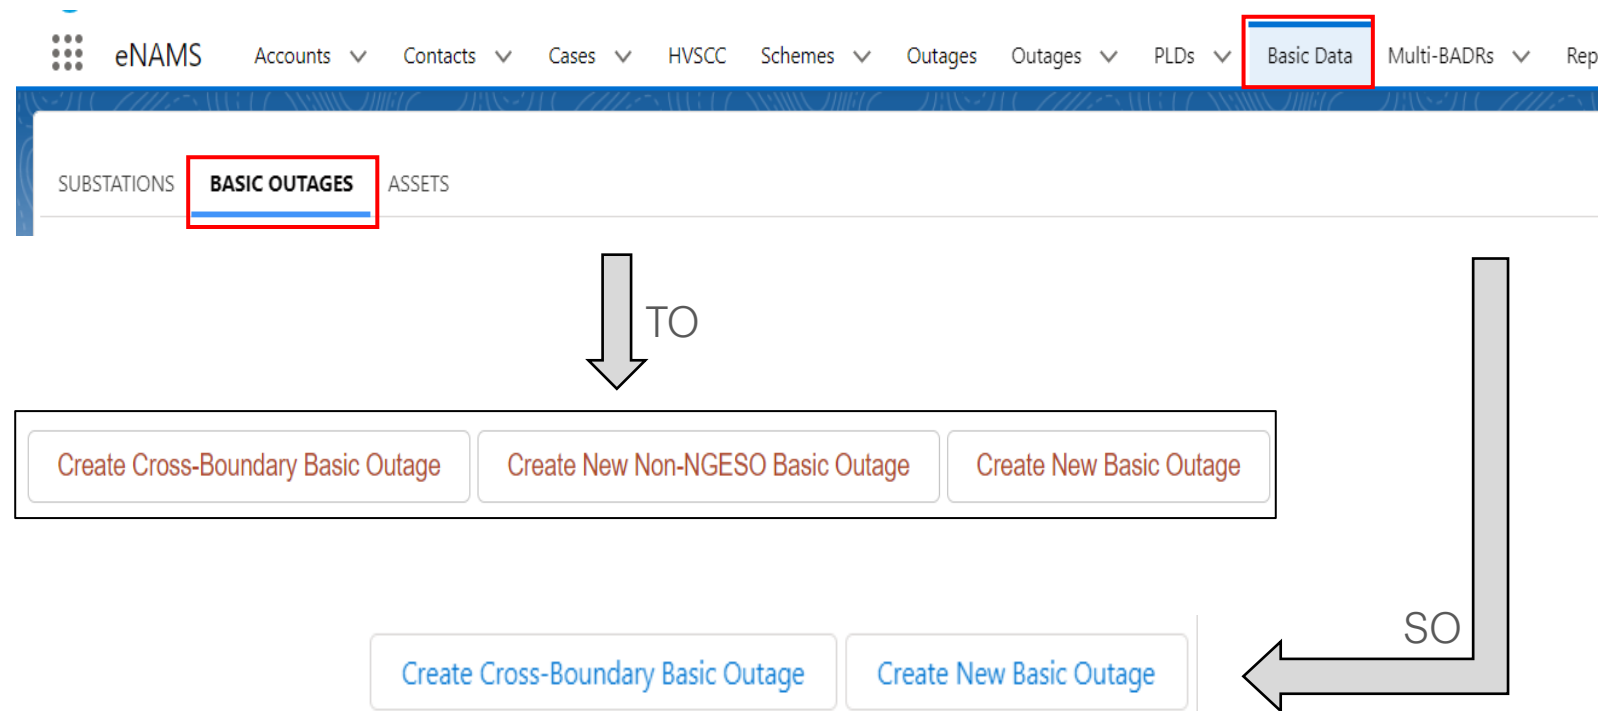 eNAMS Accounts Contacts Cases HVSCC Schemes Outages Outages PLDs Basic Data Multi-BADRs Rep
SUBSTATIONS BASIC OUTAGES ASSETS
TO
Create Cross-Boundary Basic Outage Create New Non-NGESO Basic Outage Create New Basic Outage
SO
Create Cross-Boundary Basic Outage Create New Basic Outage